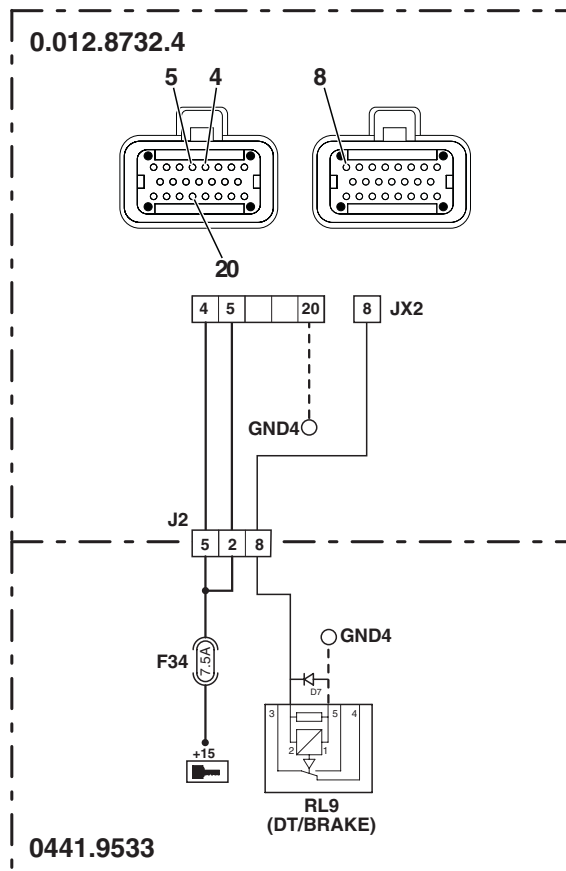 0.012.8732.4
5 4 8
20
4 5 20 8 JX2
GND4
J2
5 2 8
GND4
F34 7.5A
D7
+15
3 5 4
2 1
RL9
(DT/BRAKE)
0441.9533